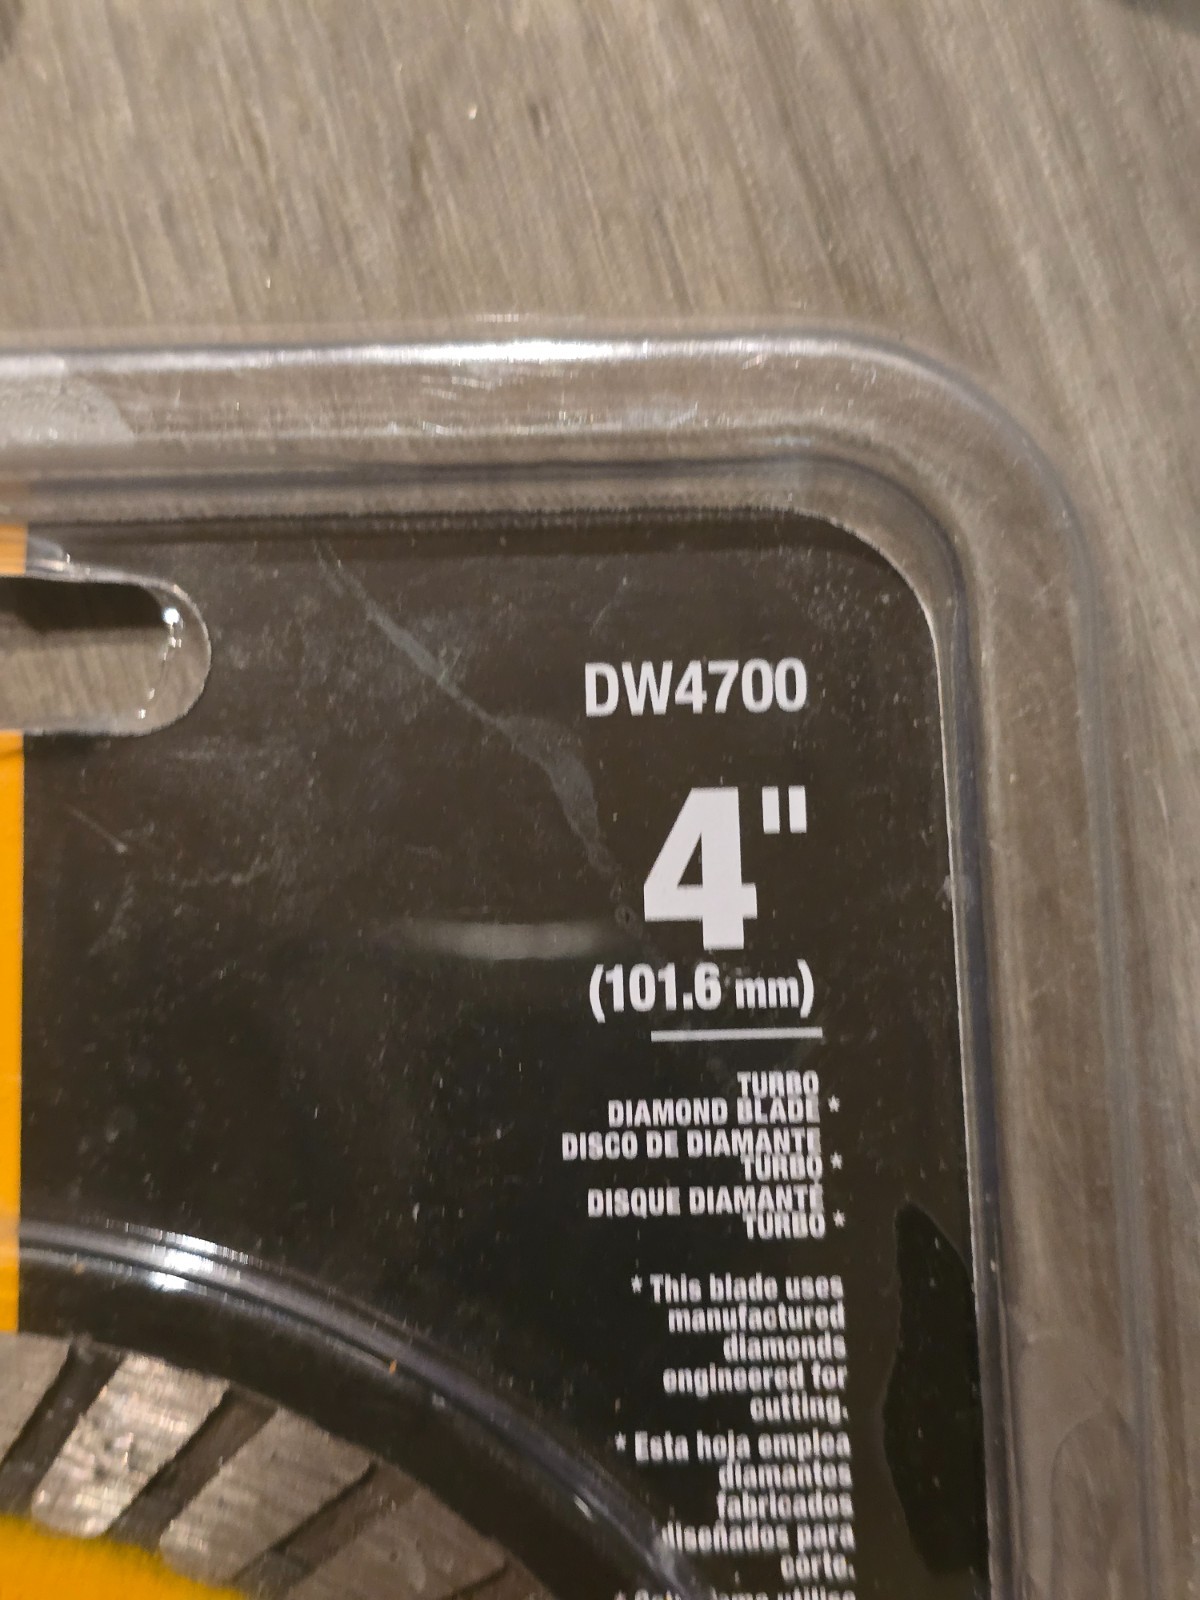 DW4700
4"
(101.6 mm)
TURBO
DIAMOND BLADE *
DISCO DE DIAMANTE
TURBO *
DISQUE DIAMANTÉ
TURBO *
* This blade uses
manufactured
diamonds
engineered for
cutting.
* Esta hoja emplea
diamantes
fabricados
diseñados para
corte.